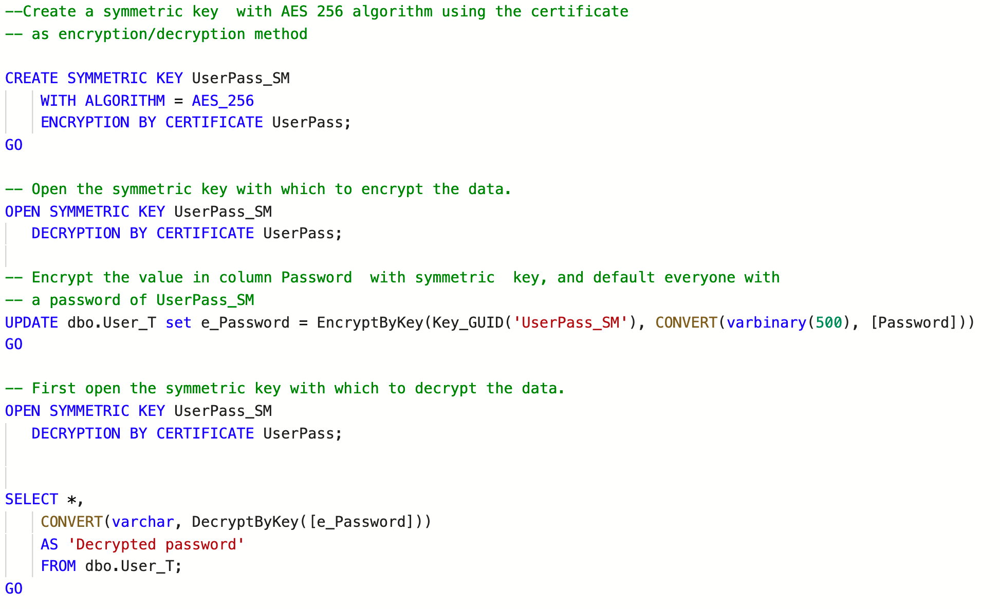 --Create a symmetric key  with AES 256 algorithm using the certificate
-- as encryption/decryption method
CREATE SYMMETRIC KEY UserPass_SM
WITH ALGORITHM = AES_256
ENCRYPTION BY CERTIFICATE UserPass;
GO
-- Open the symmetric key with which to encrypt the data.
OPEN SYMMETRIC KEY UserPass_SM
DECRYPTION BY CERTIFICATE UserPass;
-- Encrypt the value in column Password  with symmetric  key, and default everyone with
-- a password of UserPass_SM
UPDATE dbo.User_T set e_Password = EncryptByKey(Key_GUID('UserPass_SM'), CONVERT(varbinary(500), [Password]))
GO
-- First open the symmetric key with which to decrypt the data.
OPEN SYMMETRIC KEY UserPass_SM
DECRYPTION BY CERTIFICATE UserPass;
SELECT *,
CONVERT(varchar, DecryptByKey([e_Password]))
AS 'Decrypted password'
FROM dbo.User_T;
GO